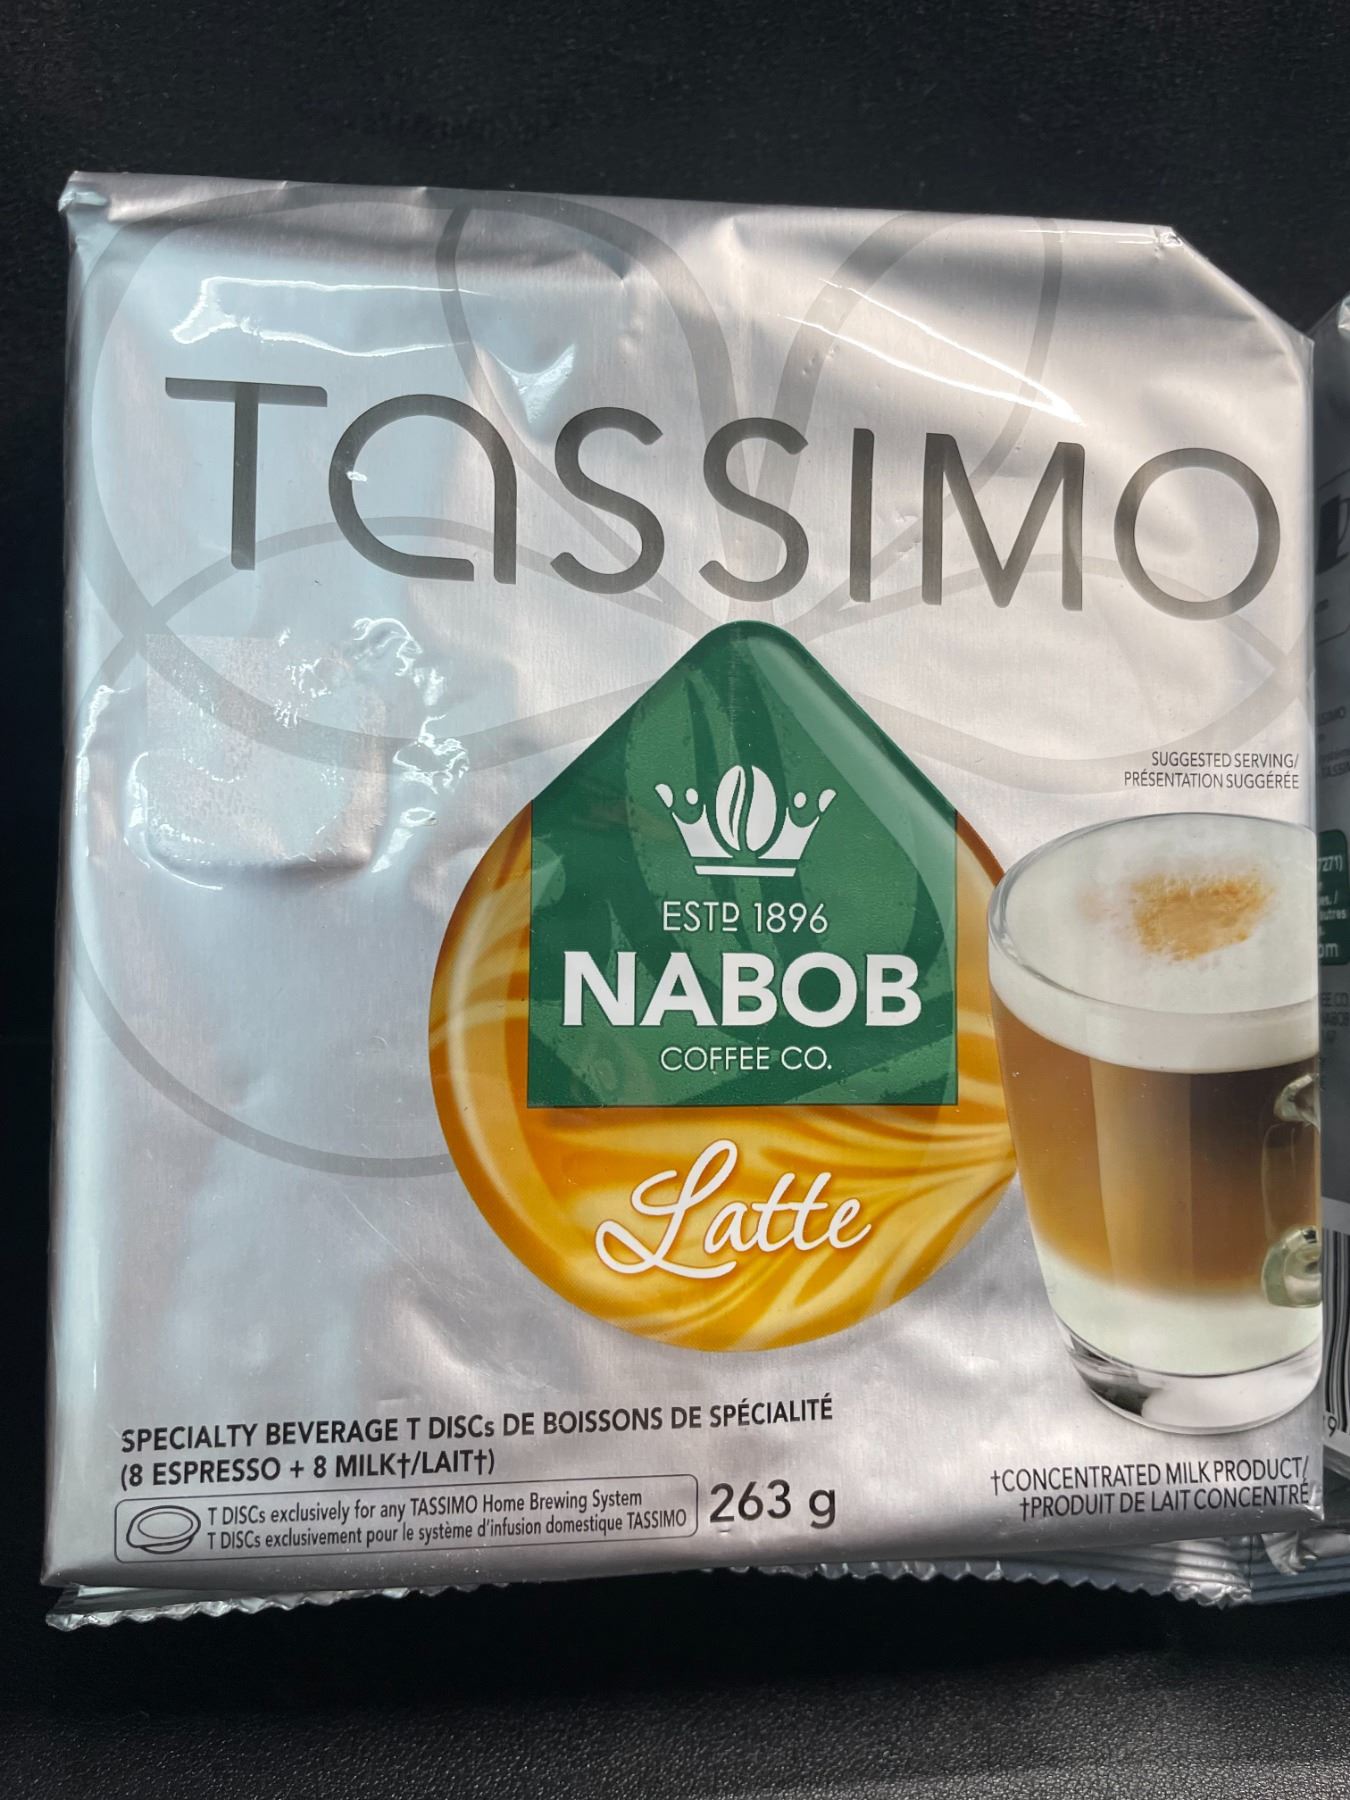 TASSIMO
SUGGESTED SERVING/
PRÉSENTATION SUGGÉRÉE
ESTD 1896
NABOB
COFFEE CO.
Latte
SPECIALTY BEVERAGE T DISCs DE BOISSONS DE SPÉCIALITÉ
(8 ESPRESSO + 8 MILK†/LAIT†)
T DISCs exclusively for any TASSIMO Home Brewing System
T DISCs exclusivement pour le système d'infusion domestique TASSIMO
263 g
†CONCENTRATED MILK PRODUCT/
†PRODUIT DE LAIT CONCENTRÉ